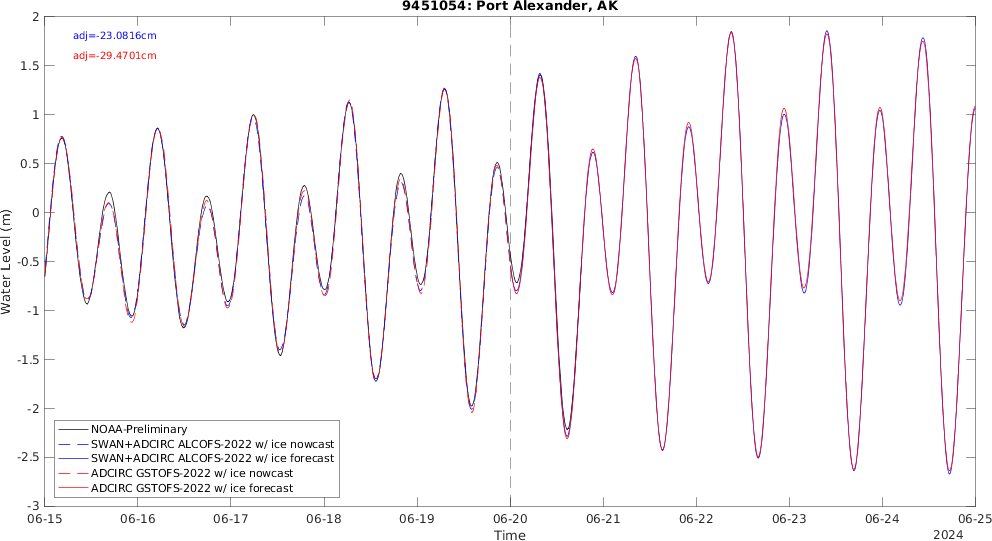 9451054: Port Alexander, AK
adj=-23.0816cm
adj=-29.4701cm
2
1.5
1
0.5
0
-0.5
-1
-1.5
-2
-2.5
-3
Water Level (m)
NOAA-Preliminary
SWAN+ADCIRC ALCOFS-2022 w/ ice nowcast
SWAN+ADCIRC ALCOFS-2022 w/ ice forecast
ADCIRC GSTOFS-2022 w/ ice nowcast
ADCIRC GSTOFS-2022 w/ ice forecast
06-15 06-16 06-17 06-18 06-19 06-20 06-21 06-22 06-23 06-24 06-25
Time
2024